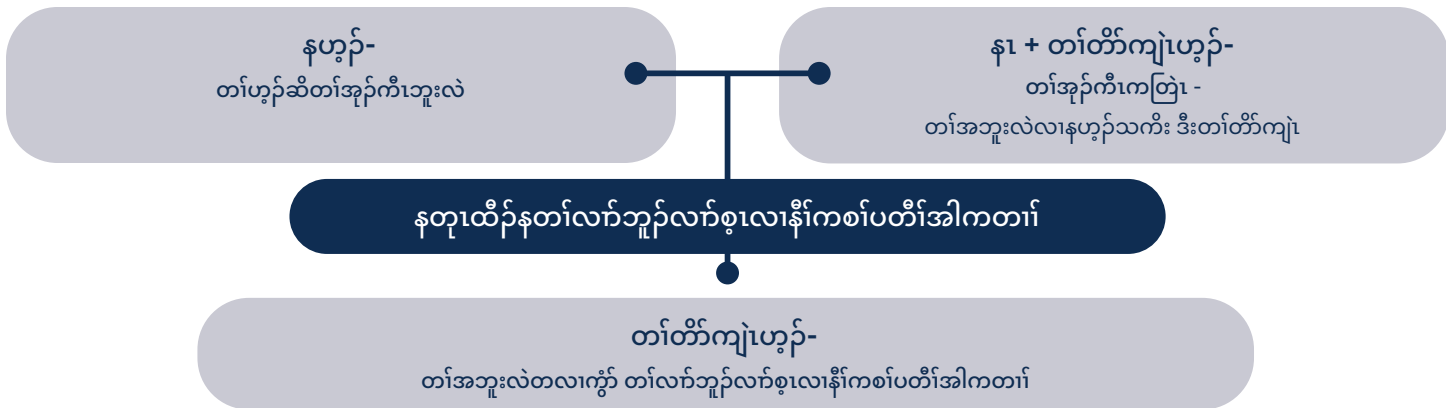 နဟ့ၣ်-
တၢ်ဟ့ၣ်ဆိတၢ်အုၣ်ကီၤဘူးလဲ
နၤ + တၢ်တိာ်ကျဲၤဟ့ၣ်-
တၢ်အုၣ်ကီၤကတြဲၤ -
တၢ်အဘူးလဲလၢနဟ့ၣ်သကိး ဒီးတၢ်တိာ်ကျဲၤ
နတုၤထီၣ်နတၢ်လၢာ်ဘူၣ်လၢာ်စ့ၤလၢနီၢ်ကစၢ်ပတီၢ်အါကတၢၢ်
တၢ်တိာ်ကျဲၤဟ့ၣ်-
တၢ်အဘူးလဲတလၢကွံာ် တၢ်လၢာ်ဘူၣ်လၢာ်စ့ၤလၢနီၢ်ကစၢ်ပတီၢ်အါကတၢၢ်